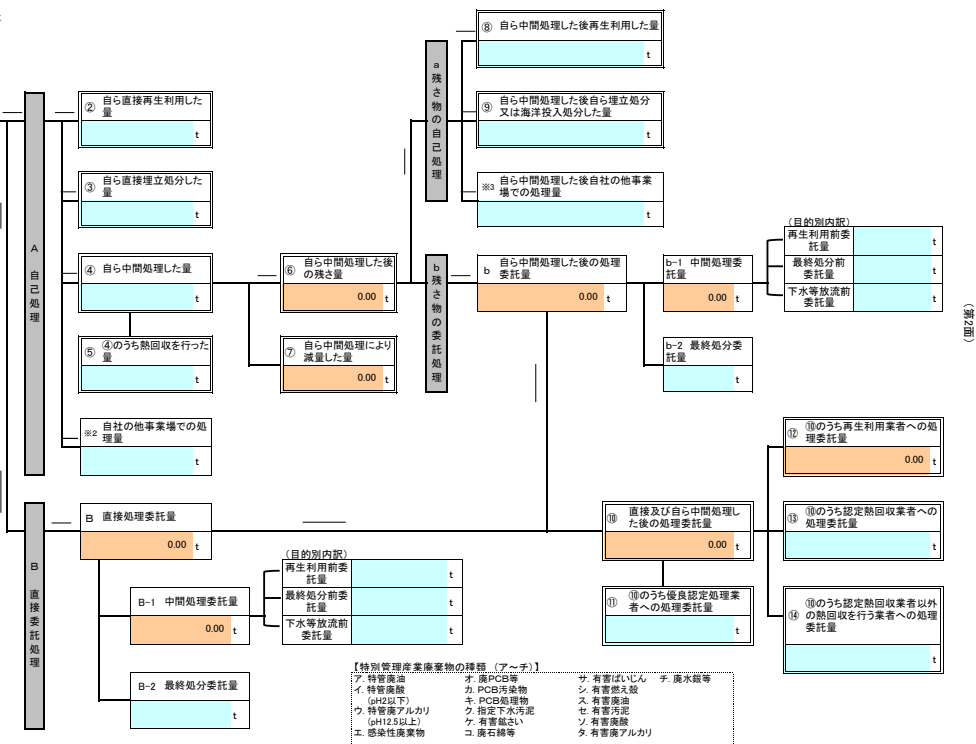 ⑧ 自ら中間処理した後再生利用した量
t
a 残さ物の自己処理
② 自ら直接再生利用した
量
t
⑨ 自ら中間処理した後自ら埋立処分
又は海洋投入処分した量
t
③ 自ら直接埋立処分した
量
t
※3 自ら中間処理した後自社の他事業
場での処理量
t
A 自己処理
④ 自ら中間処理した量
t
⑥ 自ら中間処理した後
の残さ量
0.00 t
b 残さ物の委託処理
b 自ら中間処理した後の処理
委託量
0.00 t
b-1 中間処理委
託量
0.00 t
(目的別内訳)
再生利用前委
託量
t
最終処分前
委託量
t
下水等放流前
委託量
t
(第2面)
⑤ ④のうち熱回収を行った
量
t
⑦ 自ら中間処理により
減量した量
0.00 t
b-2 最終処分委
託量
t
※2 自社の他事業場での処
理量
t
⑫ ⑩のうち再生利用業者への処
理委託量
0.00 t
B 直接委託処理
B 直接処理委託量
0.00 t
⑩ 直接及び自ら中間処理し
た後の処理委託量
0.00 t
⑬ ⑩のうち認定熱回収業者への
処理委託量
t
(目的別内訳)
再生利用前委
託量
t
最終処分前委
託量
t
下水等放流前
委託量
t
B-1 中間処理委託量
0.00 t
⑪ ⑩のうち優良認定処理業
者への処理委託量
t
⑭ ⑩のうち認定熱回収業者以外
の熱回収を行う業者への処理
委託量
t
B-2 最終処分委託量
t
【特別管理産業廃棄物の種類 (ア～チ)】
ア. 特管廃油 オ. 廃PCB等 サ. 有害ばいじん チ. 廃水銀等
イ. 特管廃酸 カ. PCB汚染物 シ. 有害燃え殻
(pH2以下) キ. PCB処理物 ス. 有害廃油
ウ. 特管廃アルカリ ク. 指定下水汚泥 セ. 有害汚泥
(pH12.5以上) ケ. 有害鉱さい ソ. 有害廃酸
エ. 感染性廃棄物 コ. 廃石綿等 タ. 有害廃アルカリ